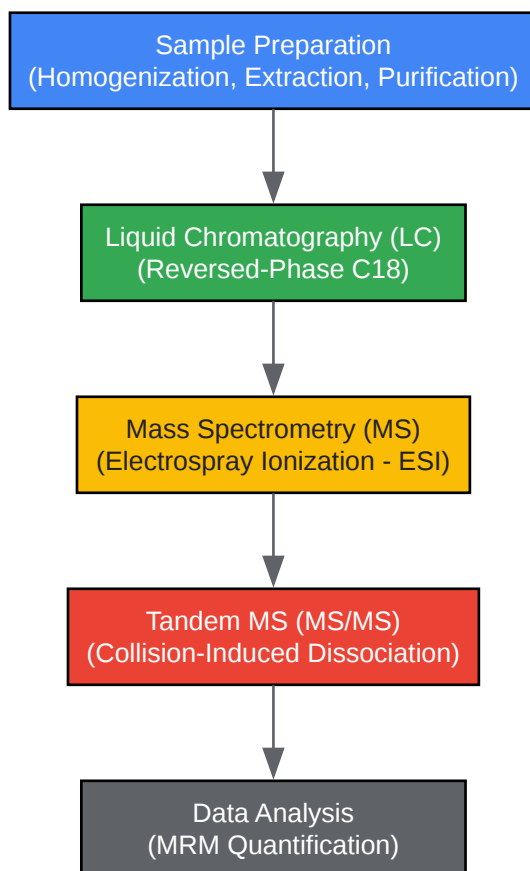 Sample Preparation
(Homogenization, Extraction, Purification)
Liquid Chromatography (LC)
(Reversed-Phase C18)
Mass Spectrometry (MS)
(Electrospray Ionization - ESI)
Tandem MS (MS/MS)
(Collision-Induced Dissociation)
Data Analysis
(MRM Quantification)